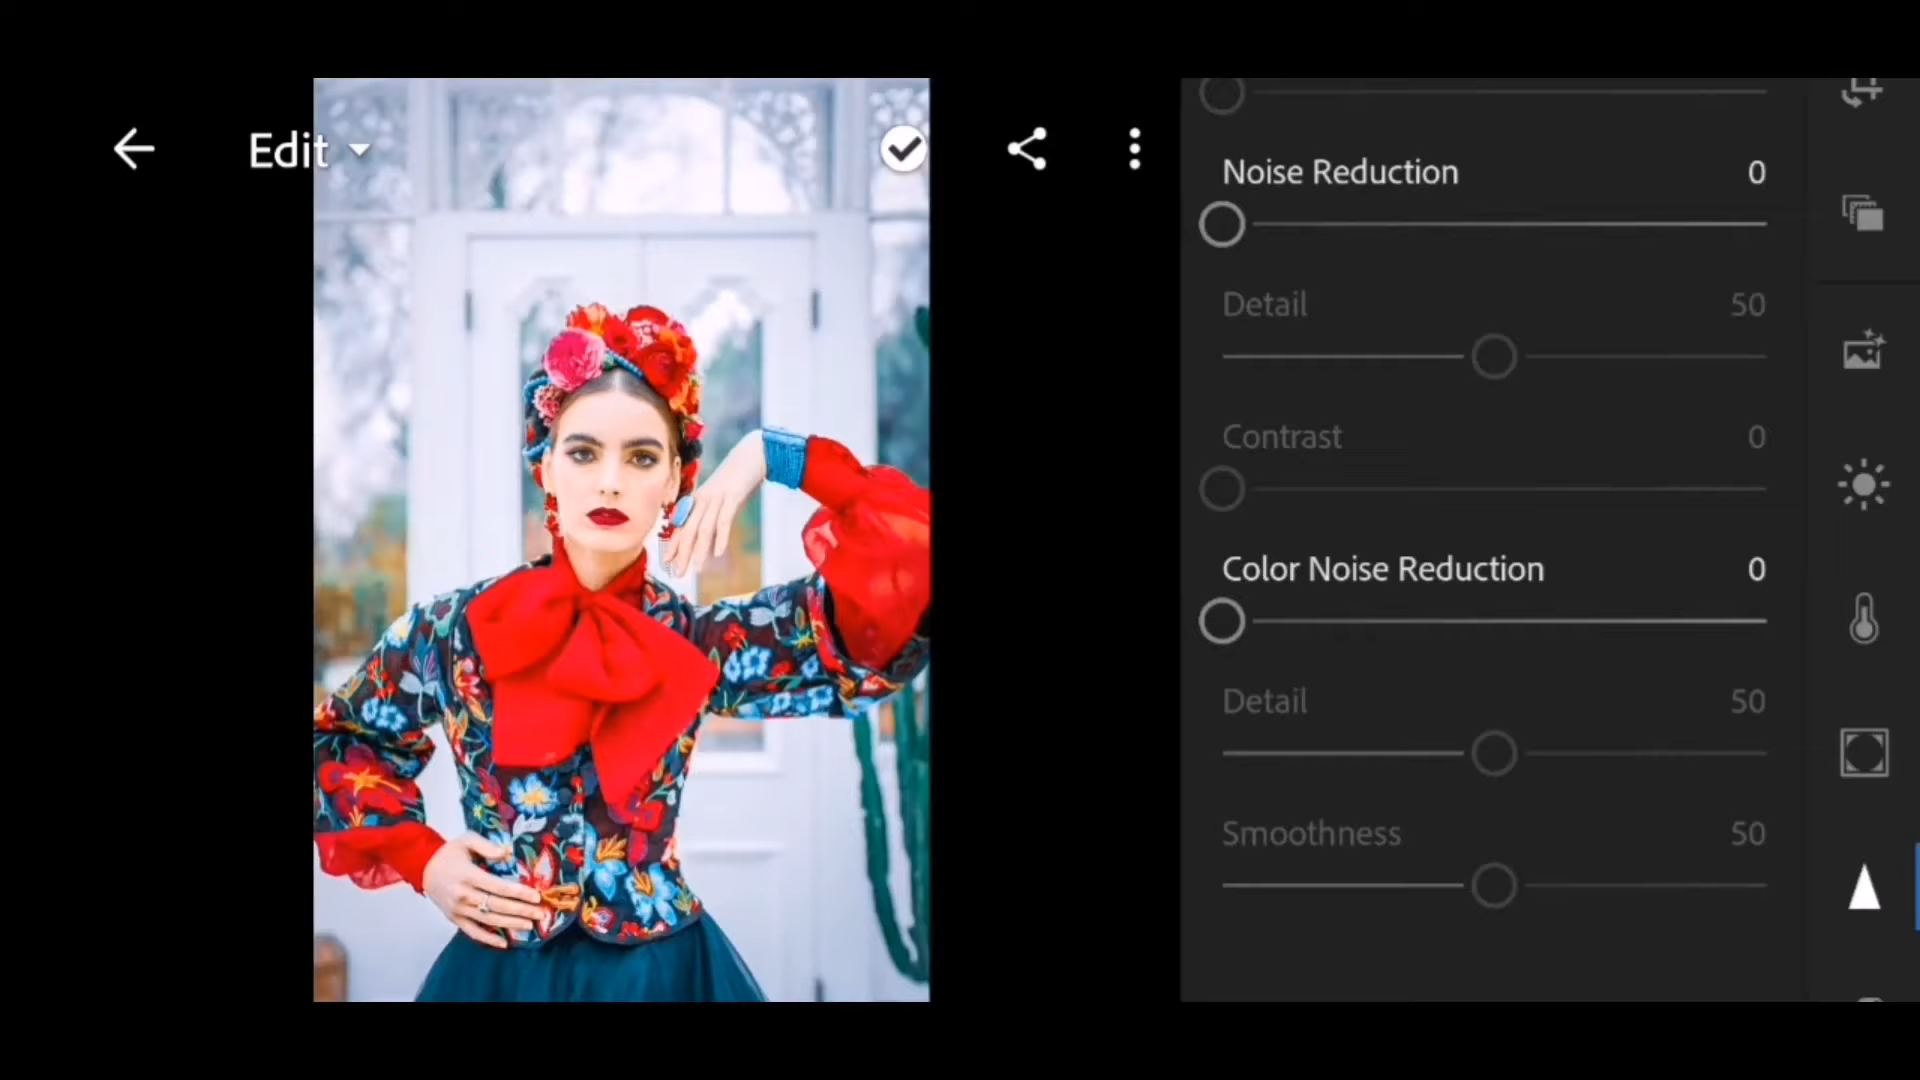 Edit
Noise Reduction 0
Detail 50
Contrast 0
Color Noise Reduction 0
Detail 50
Smoothness 50